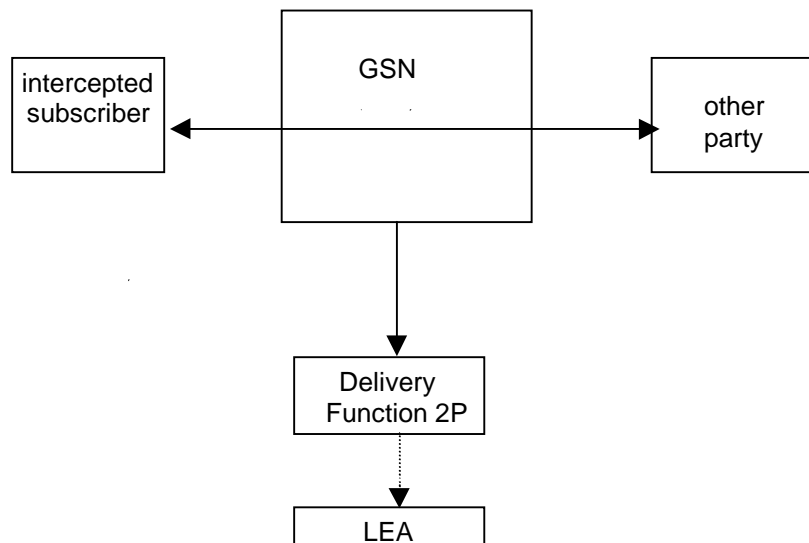 GSN
intercepted
subscriber
other
party
Delivery
Function 2P
LEA